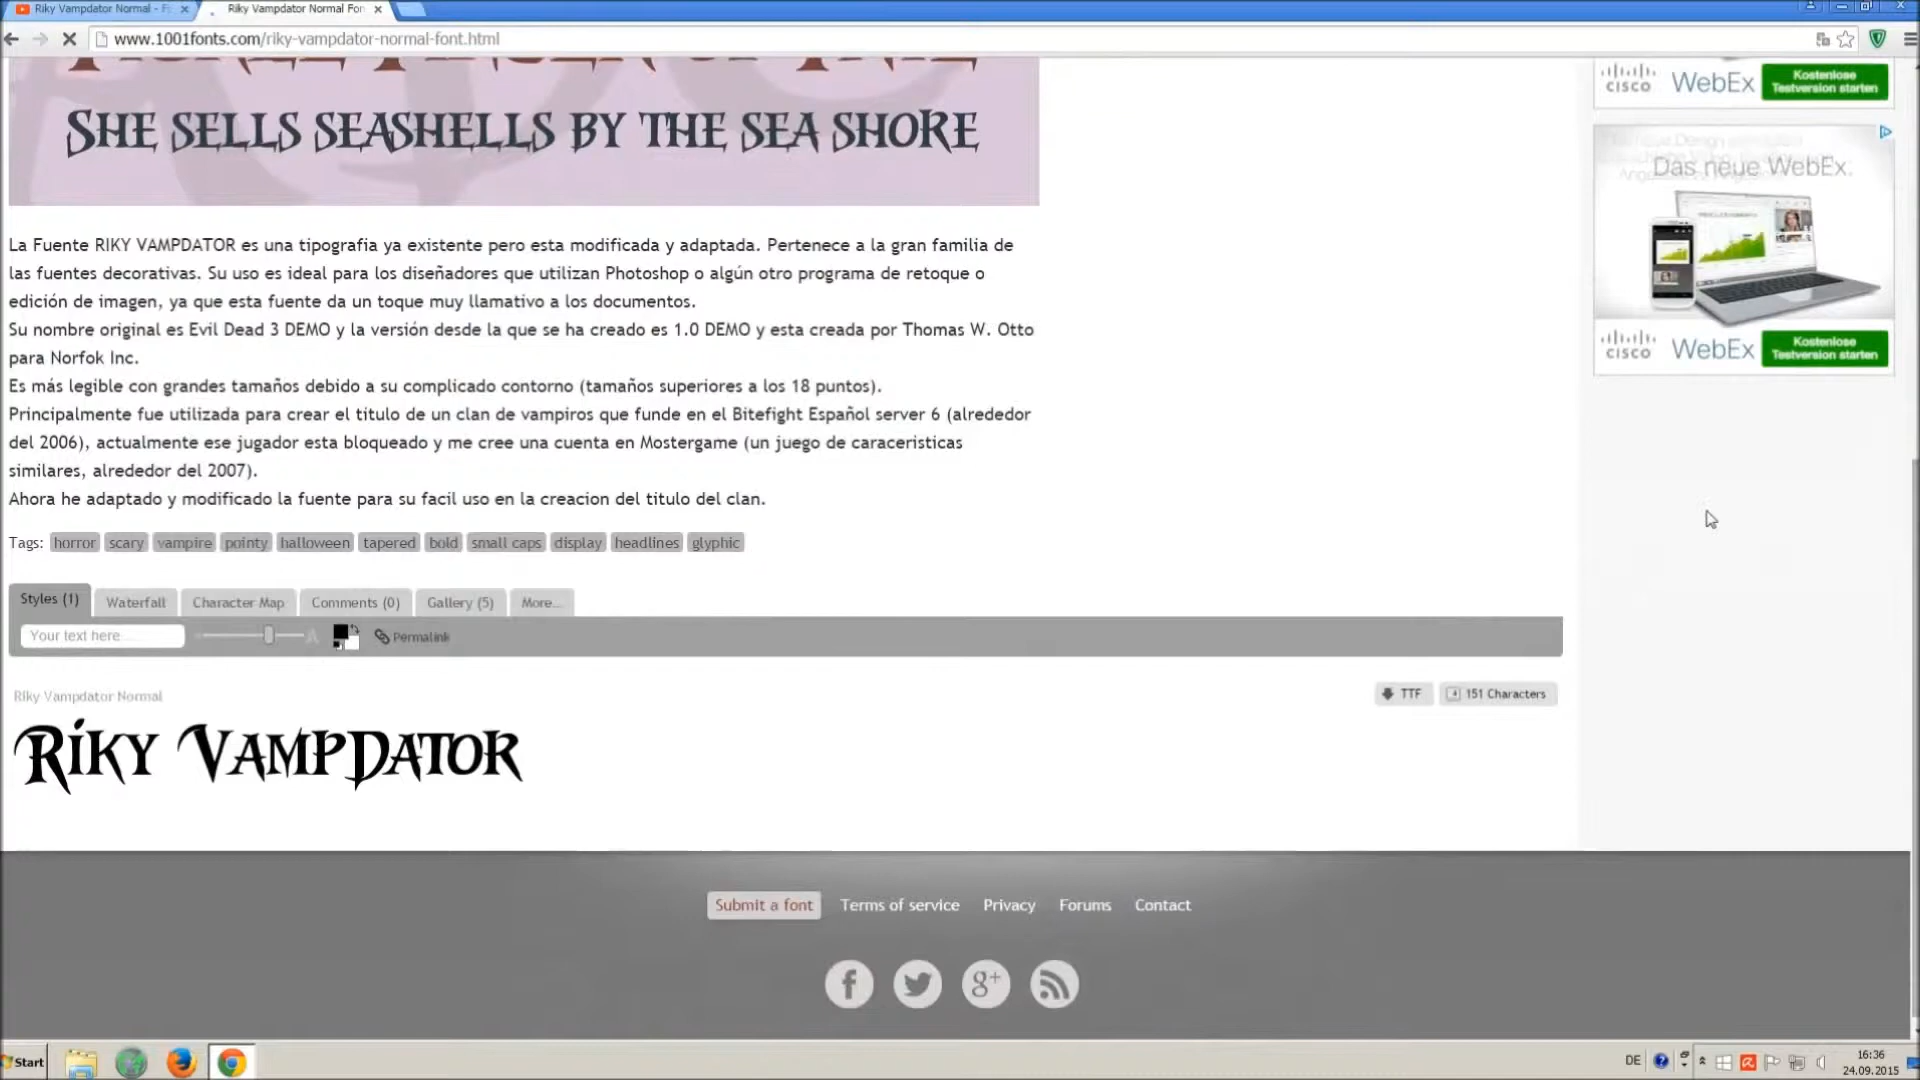 Riky Vampdator Normal - F
Riky Vampdator Normal Fon
www.1001fonts.com/riky-vampdator-normal-font.html
She sells seashells by the sea shore
La Fuente RIKY VAMPDATOR es una tipografia ya existente pero esta modificada y adaptada. Pertenece a la gran familia de
las fuentes decorativas. Su uso es ideal para los diseñadores que utilizan Photoshop o algún otro programa de retoque o
edición de imagen, ya que esta fuente da un toque muy llamativo a los documentos.
Su nombre original es Evil Dead 3 DEMO y la versión desde la que se ha creado es 1.0 DEMO y esta creada por Thomas W. Otto
para Norfok Inc.
Es más legible con grandes tamaños debido a su complicado contorno (tamaños superiores a los 18 puntos).
Principalmente fue utilizada para crear el titulo de un clan de vampiros que funde en el Bitefight Español server 6 (alrededor
del 2006), actualmente ese jugador esta bloqueado y me cree una cuenta en Mostergame (un juego de caraceristicas
similares, alrededor del 2007).
Ahora he adaptado y modificado la fuente para su facil uso en la creacion del titulo del clan.
Tags: horror scary vampire pointy halloween tapered bold small caps display headlines glyphic
Styles (1) Waterfall Character Map Comments (0) Gallery (5) More...
Your text here... A Permalink
Riky Vampdator Normal
TTF 151 Characters
Riky VampDator
cisco WebEx Kostenlose
Testversion starten
Das neue WebEx.
cisco WebEx Kostenlose
Testversion starten
Submit a font Terms of service Privacy Forums Contact
Start
DE
16:36
24.09.2015